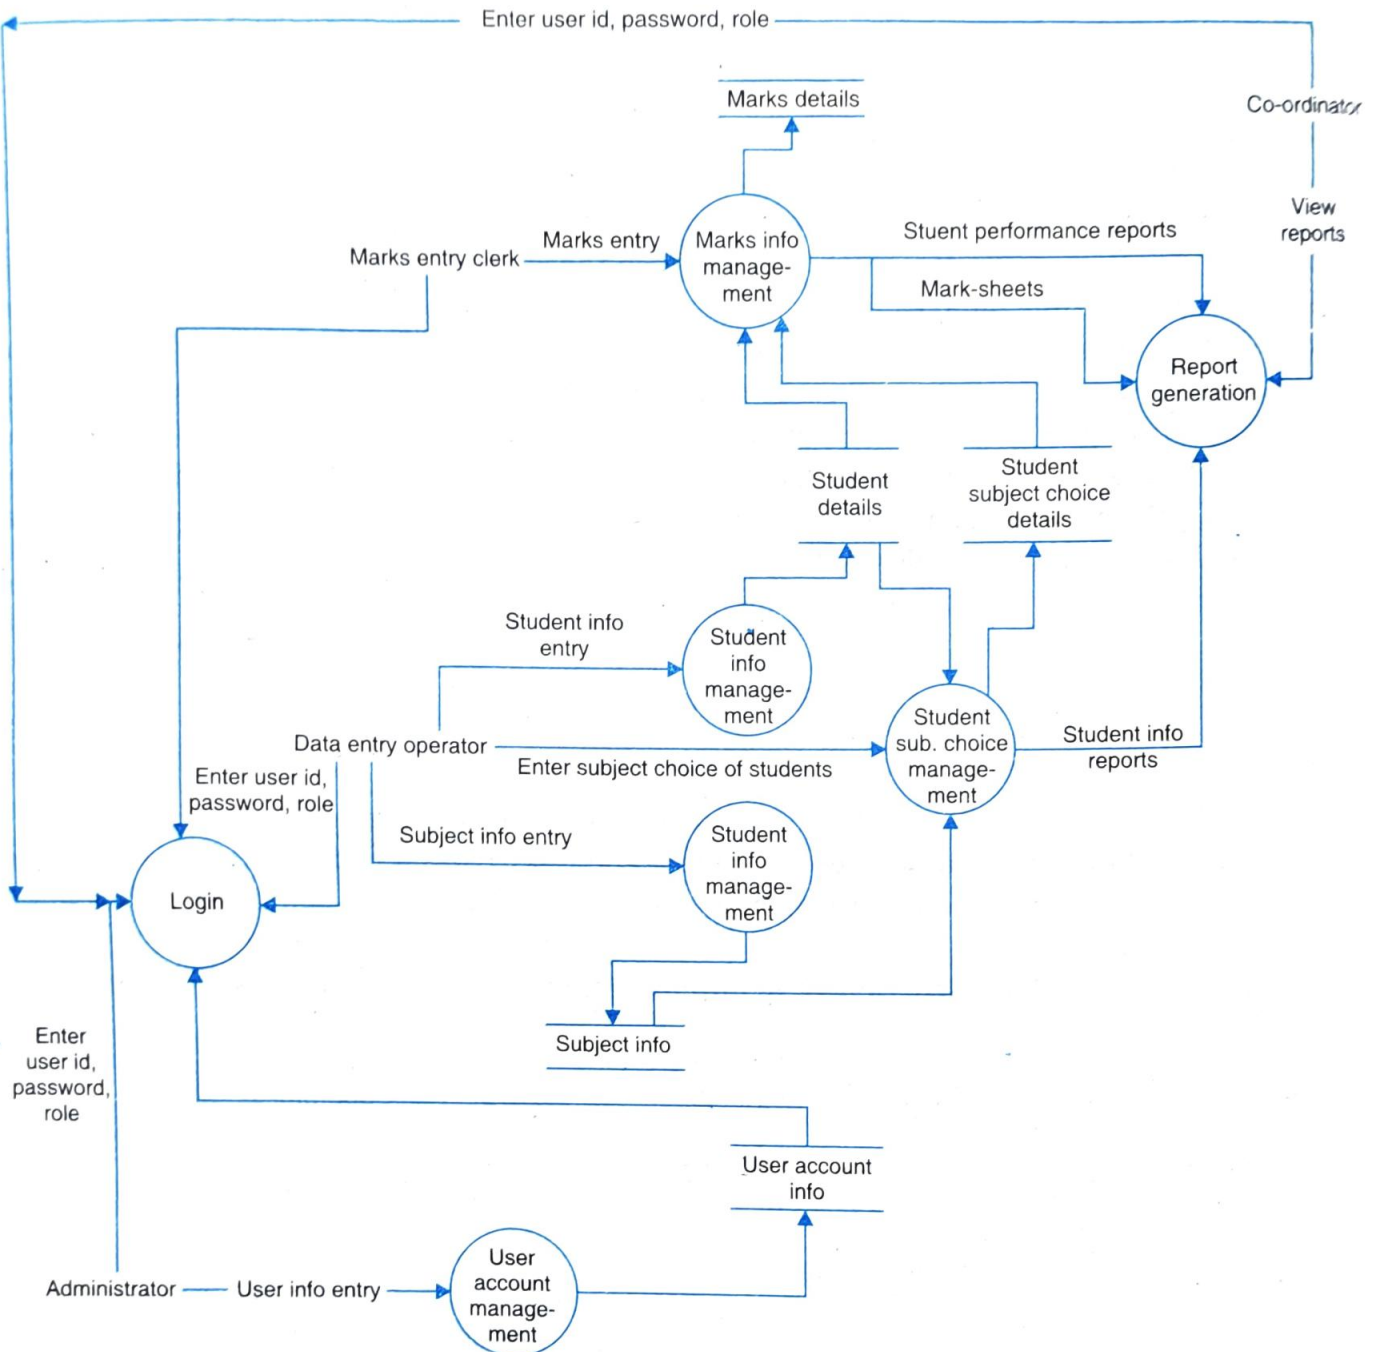 Enter user id, password, role
Marks details
Co-ordinator
View
reports
Marks entry clerk
Marks entry
Marks info
manage-
ment
Stuent performance reports
Mark-sheets
Report
generation
Student
details
Student
subject choice
details
Student info
entry
Student
info
manage-
ment
Data entry operator
Enter subject choice of students
Student
sub. choice
manage-
ment
Student info
reports
Enter user id,
password, role
Subject info entry
Student
info
manage-
ment
Login
Subject info
Enter
user id,
password,
role
User account
info
Administrator
User info entry
User
account
manage-
ment